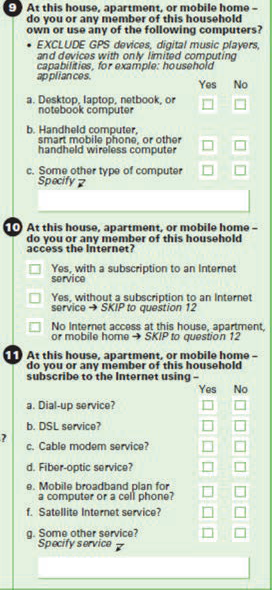 9 At this house, apartment, or mobile home –
do you or any member of this household
own or use any of the following computers?
• EXCLUDE GPS devices, digital music players,
and devices with only limited computing
capabilities, for example: household
appliances.
Yes No
a. Desktop, laptop, netbook, or
notebook computer
b. Handheld computer,
smart mobile phone, or other
handheld wireless computer
c. Some other type of computer
Specify
10 At this house, apartment, or mobile home –
do you or any member of this household
access the Internet?
Yes, with a subscription to an Internet
service
Yes, without a subscription to an Internet
service → SKIP to question 12
No Internet access at this house, apartment,
or mobile home → SKIP to question 12
11 At this house, apartment, or mobile home –
do you or any member of this household
subscribe to the Internet using –
Yes No
a. Dial-up service?
b. DSL service?
?
c. Cable modem service?
d. Fiber-optic service?
e. Mobile broadband plan for
a computer or a cell phone?
f. Satellite Internet service?
g. Some other service?
Specify service